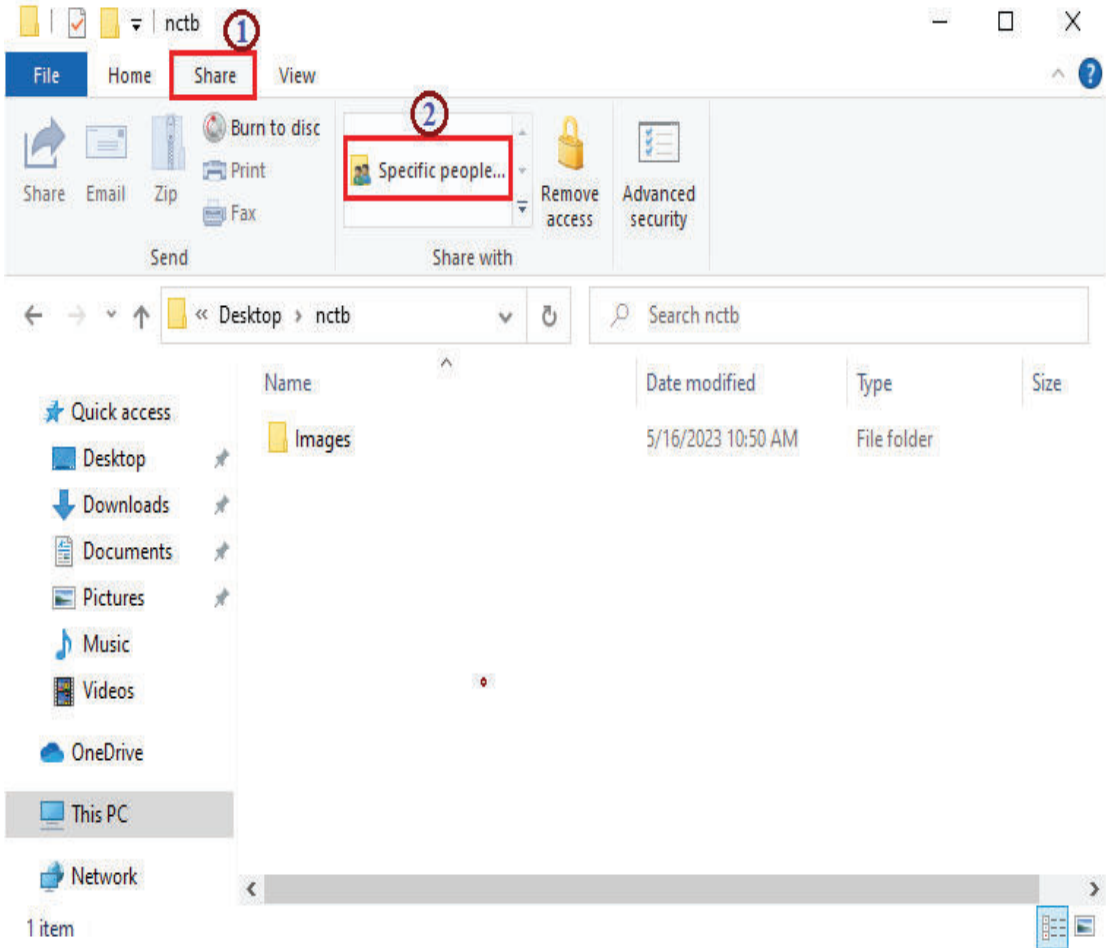 nctb
1
File Home Share View
2
Share
Email
Zip
Burn to disc
Print
Fax
Send
Specific people...
Share with
Remove
access
Advanced
security
« Desktop › nctb
Search nctb
Name Date modified Type Size
Images 5/16/2023 10:50 AM File folder
Quick access
Desktop
Downloads
Documents
Pictures
Music
Videos
OneDrive
This PC
Network
1 item